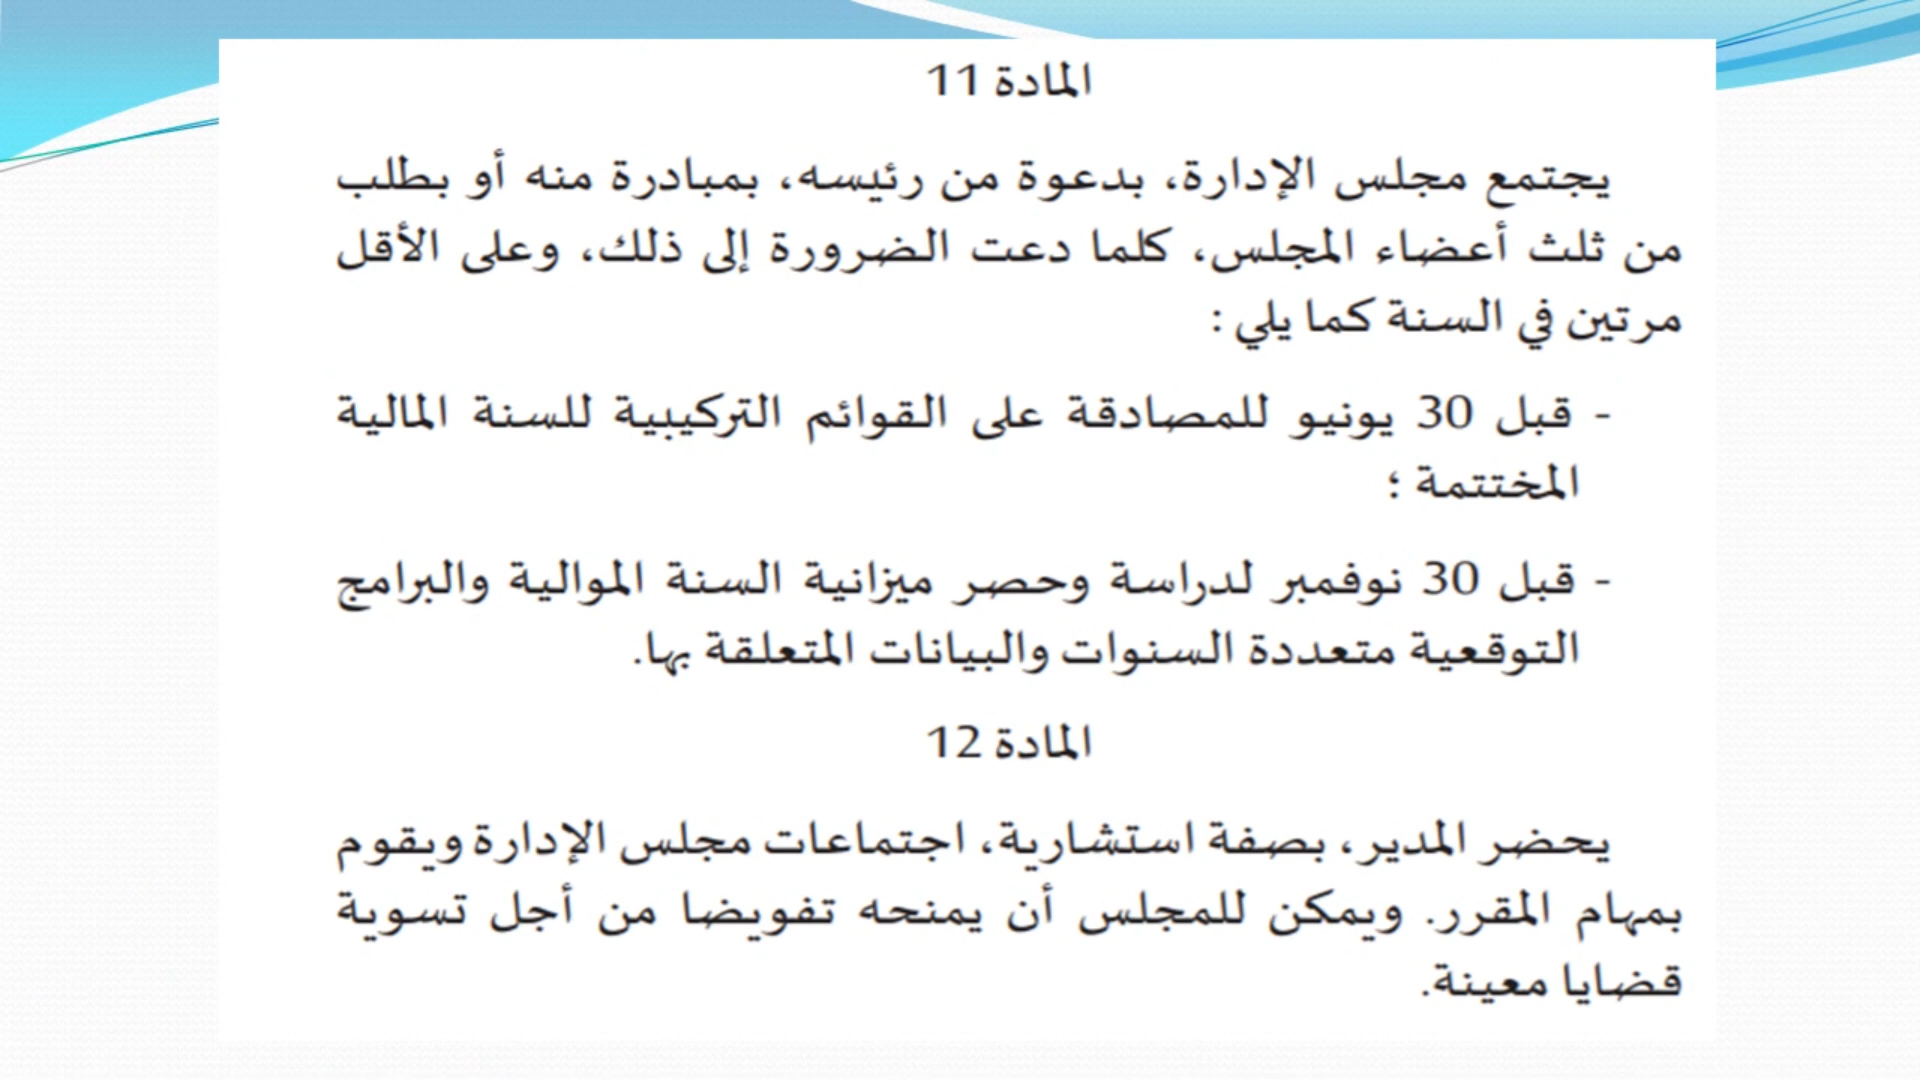 المادة 11
يجتمع مجلس الإدارة، بدعوة من رئيسه، بمبادرة منه أو بطلب
من ثلث أعضاء المجلس، كلما دعت الضرورة إلى ذلك، وعلى الأقل
مرتين في السنة كما يلي :
- قبل 30 يونيو للمصادقة على القوائم التركيبية للسنة المالية
المختتمة ؛
- قبل 30 نوفمبر لدراسة وحصر ميزانية السنة الموالية والبرامج
التوقعية متعددة السنوات والبيانات المتعلقة بها.
المادة 12
يحضر المدير، بصفة استشارية، اجتماعات مجلس الإدارة ويقوم
بمهام المقرر. ويمكن للمجلس أن يمنحه تفويضا من أجل تسوية
قضايا معينة.